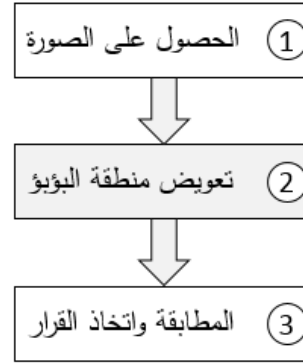 ① الحصول على الصورة
② تعويض منطقة البؤبؤ
③ المطابقة واتخاذ القرار